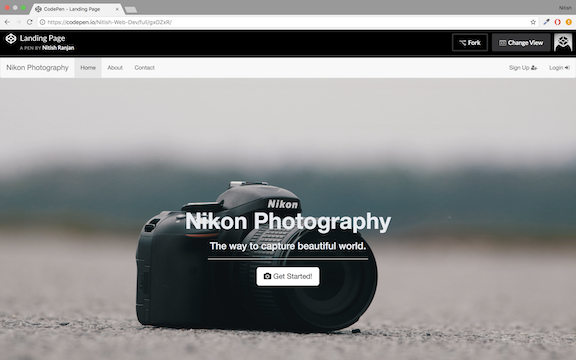 CodePen - Landing Page
Nitish
https://codepen.io/Nitish-Web-Dev/full/gxOZxR/
Landing Page
A PEN BY Nitish Ranjan
Fork
Change View
Nikon Photography
Home
About
Contact
Sign Up
Login
Nikon
Nikon Photography
The way to capture beautiful world.
Get Started!